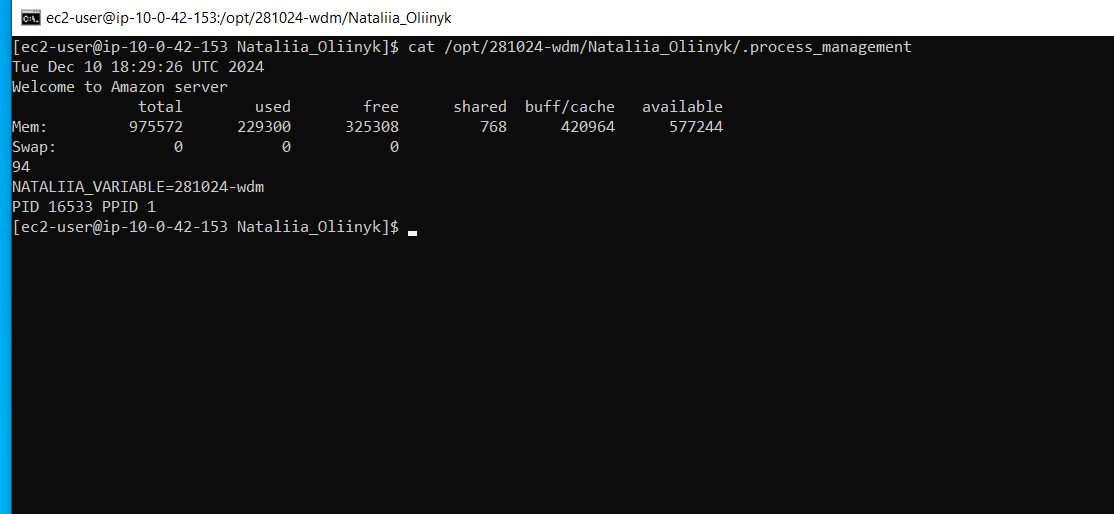 ec2-user@ip-10-0-42-153:/opt/281024-wdm/Nataliia_Oliinyk
[ec2-user@ip-10-0-42-153 Nataliia_Oliinyk]$ cat /opt/281024-wdm/Nataliia_Oliinyk/.process_management
Tue Dec 10 18:29:26 UTC 2024
Welcome to Amazon server
              total        used        free      shared  buff/cache   available
Mem:         975572      229300      325308         768      420964      577244
Swap:             0           0           0
94
NATALIIA_VARIABLE=281024-wdm
PID 16533 PPID 1
[ec2-user@ip-10-0-42-153 Nataliia_Oliinyk]$